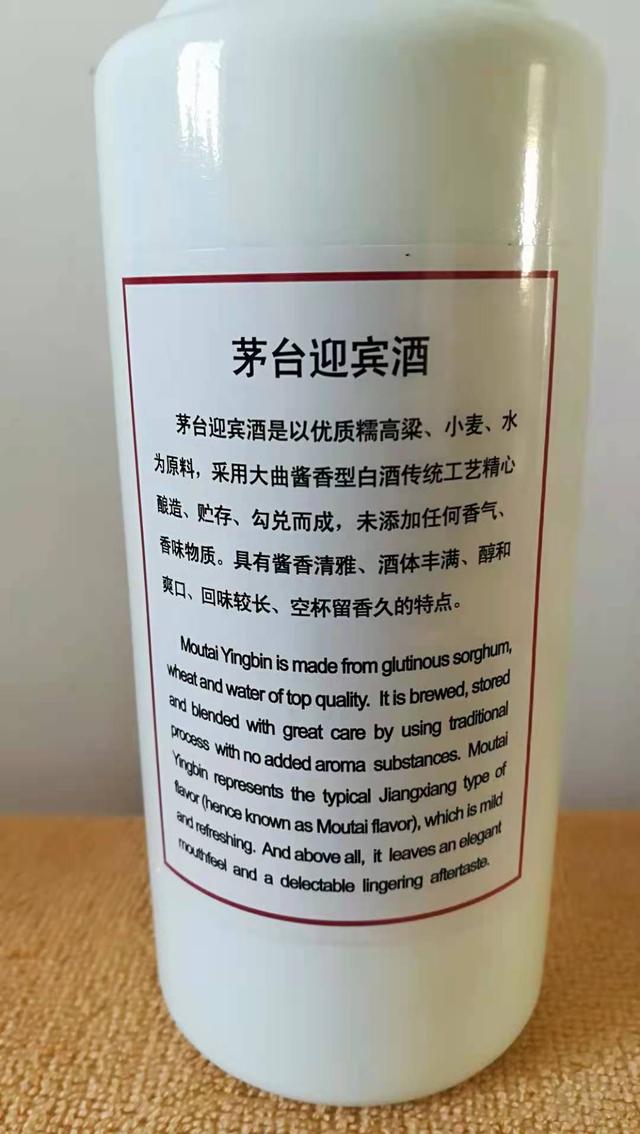 茅台迎宾酒
茅台迎宾酒是以优质糯高粱、小麦、水
为原料，采用大曲酱香型白酒传统工艺精心
酿造、贮存、勾兑而成，未添加任何香气、
香味物质。具有酱香清雅、酒体丰满、醇和
爽口、回味较长、空杯留香久的特点。
Moutai Yingbin is made from glutinous sorghum,
wheat and water of top quality. It is brewed, stored
and blended with great care by using traditional
process with no added aroma substances. Moutai
Yingbin represents the typical Jiangxiang type of
flavor (hence known as Moutai flavor), which is mild
and refreshing. And above all, it leaves an elegant
mouthfeel and a delectable lingering aftertaste.